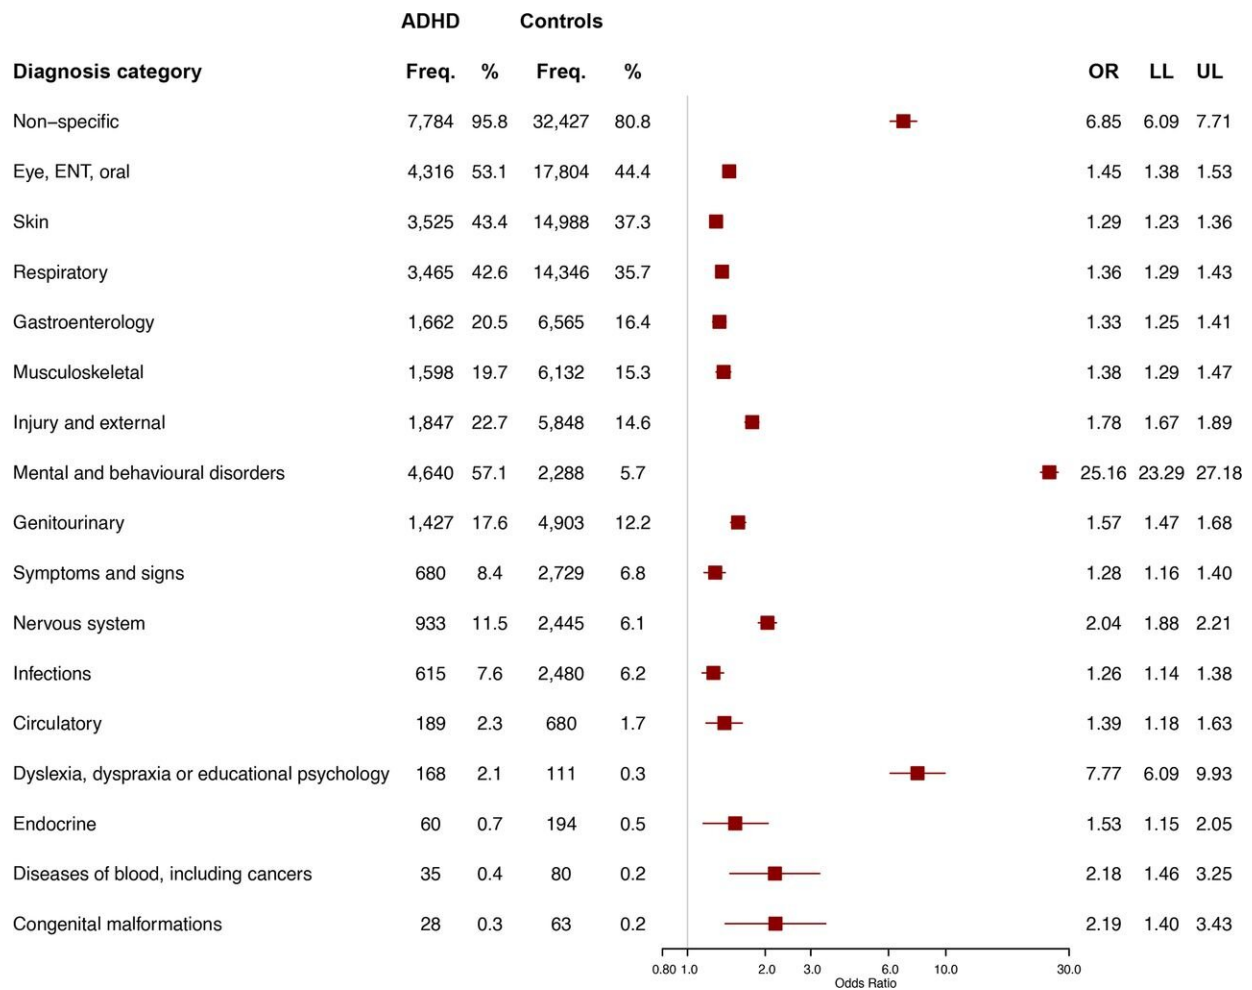 ADHD Controls
Diagnosis category Freq. % Freq. % OR LL UL
Non–specific 7,784 95.8 32,427 80.8 6.85 6.09 7.71
Eye, ENT, oral 4,316 53.1 17,804 44.4 1.45 1.38 1.53
Skin 3,525 43.4 14,988 37.3 1.29 1.23 1.36
Respiratory 3,465 42.6 14,346 35.7 1.36 1.29 1.43
Gastroenterology 1,662 20.5 6,565 16.4 1.33 1.25 1.41
Musculoskeletal 1,598 19.7 6,132 15.3 1.38 1.29 1.47
Injury and external 1,847 22.7 5,848 14.6 1.78 1.67 1.89
Mental and behavioural disorders 4,640 57.1 2,288 5.7 25.16 23.29 27.18
Genitourinary 1,427 17.6 4,903 12.2 1.57 1.47 1.68
Symptoms and signs 680 8.4 2,729 6.8 1.28 1.16 1.40
Nervous system 933 11.5 2,445 6.1 2.04 1.88 2.21
Infections 615 7.6 2,480 6.2 1.26 1.14 1.38
Circulatory 189 2.3 680 1.7 1.39 1.18 1.63
Dyslexia, dyspraxia or educational psychology 168 2.1 111 0.3 7.77 6.09 9.93
Endocrine 60 0.7 194 0.5 1.53 1.15 2.05
Diseases of blood, including cancers 35 0.4 80 0.2 2.18 1.46 3.25
Congenital malformations 28 0.3 63 0.2 2.19 1.40 3.43
0.80 1.0 2.0 3.0 6.0 10.0 30.0
Odds Ratio